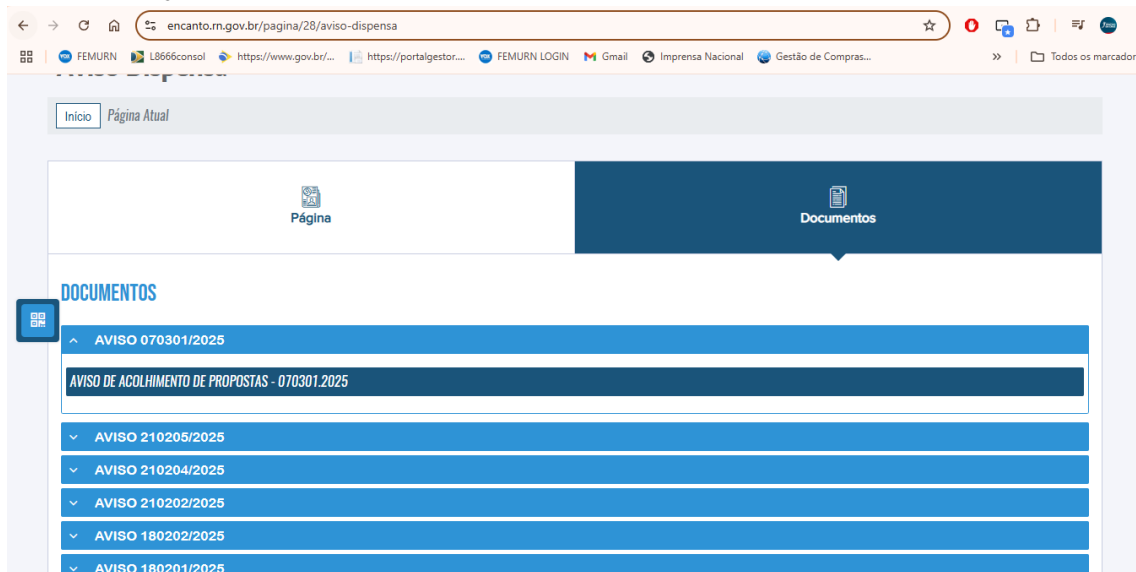 encanto.rn.gov.br/pagina/28/aviso-dispensa
FEMURN L8666consol https://www.gov.br/... https://portalgestor.... FEMURN LOGIN Gmail Imprensa Nacional Gestão de Compras... » Todos os marcador
Aviso Dispensa
Início Página Atual
Página
Documentos
DOCUMENTOS
AVISO 070301/2025
AVISO DE ACOLHIMENTO DE PROPOSTAS - 070301.2025
AVISO 210205/2025
AVISO 210204/2025
AVISO 210202/2025
AVISO 180202/2025
AVISO 180201/2025